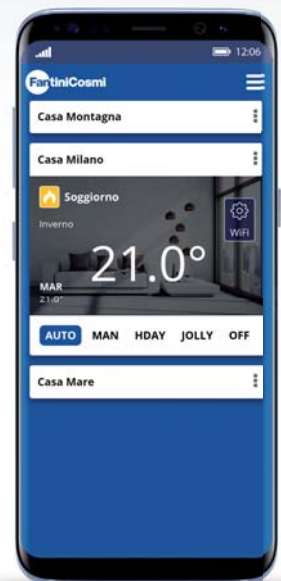 12:06
FantiniCosmi
Casa Montagna
Casa Milano
Soggiorno
Inverno
WiFi
21.0°
MAR
21.0°
AUTO MAN HDAY JOLLY OFF
Casa Mare